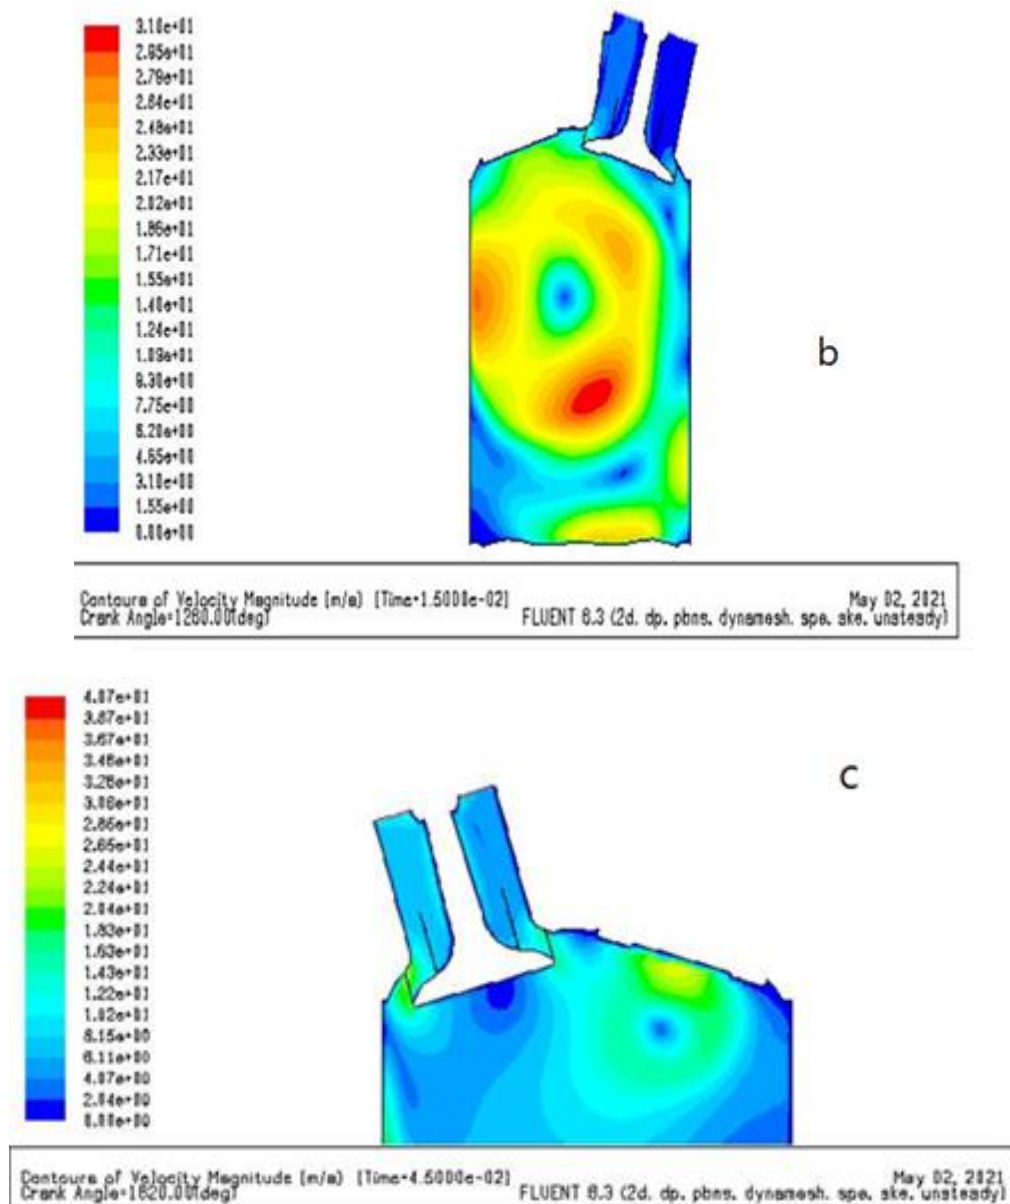 3.10e+01
2.95e+01
2.79e+01
2.64e+01
2.48e+01
2.33e+01
2.17e+01
2.02e+01
1.86e+01
1.71e+01
1.55e+01
1.40e+01
1.24e+01
1.09e+01
9.30e+00
7.75e+00
6.20e+00
4.65e+00
3.10e+00
1.55e+00
0.00e+00
b
Contours of Velocity Magnitude (m/s) (Time=1.5000e-02)
Crank Angle=1260.00(deg)
May 02, 2021
FLUENT 6.3 (2d, dp, pbns, dynamesh, spe, ske, unsteady)
4.07e+01
3.87e+01
3.67e+01
3.46e+01
3.26e+01
3.06e+01
2.85e+01
2.65e+01
2.44e+01
2.24e+01
2.04e+01
1.83e+01
1.63e+01
1.43e+01
1.22e+01
1.02e+01
8.15e+00
6.11e+00
4.07e+00
2.04e+00
0.00e+00
c
Contours of Velocity Magnitude (m/s) (Time=4.5000e-02)
Crank Angle=1620.00(deg)
May 02, 2021
FLUENT 6.3 (2d, dp, pbns, dynamesh, spe, ske, unsteady)